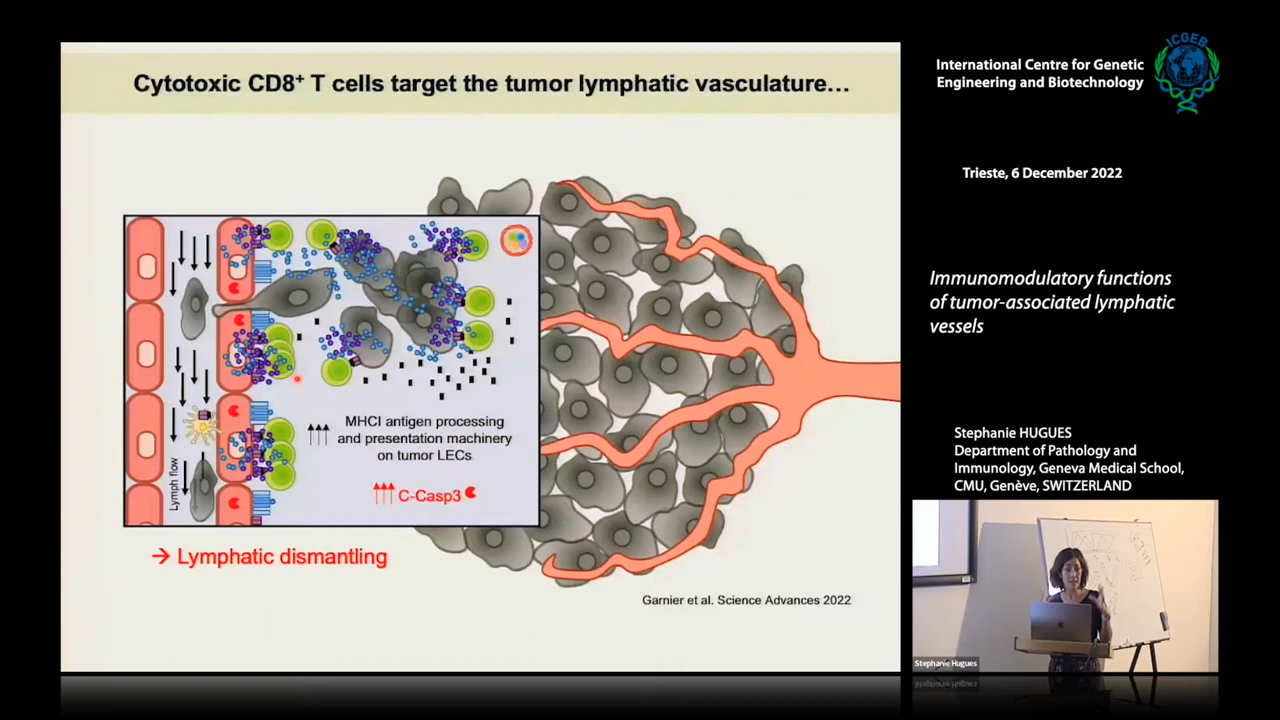 Cytotoxic CD8+ T cells target the tumor lymphatic vasculature…
Lymph flow
MHCI antigen processing
and presentation machinery
on tumor LECs
C-Casp3
→ Lymphatic dismantling
Garnier et al. Science Advances 2022
International Centre for Genetic
Engineering and Biotechnology
ICGEB
Trieste, 6 December 2022
Immunomodulatory functions
of tumor-associated lymphatic
vessels
Stephanie HUGUES
Department of Pathology and
Immunology, Geneva Medical School,
CMU, Genève, SWITZERLAND
Stephanie Hugues